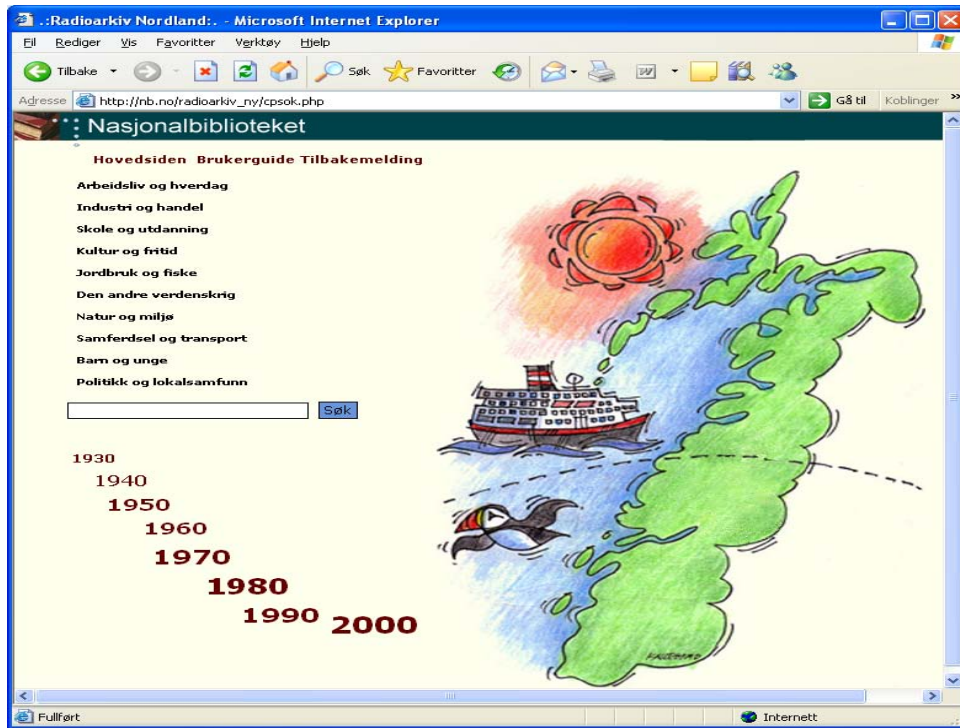 .:Radioarkiv Nordland:. - Microsoft Internet Explorer
Fil Rediger Vis Favoritter Verktøy Hjelp
Tilbake Søk Favoritter
Adresse http://nb.no/radioarkiv_ny/cpsok.php Gå til Koblinger »
Nasjonalbiblioteket
Hovedsiden Brukerguide Tilbakemelding
Arbeidsliv og hverdag
Industri og handel
Skole og utdanning
Kultur og fritid
Jordbruk og fiske
Den andre verdenskrig
Natur og miljø
Samferdsel og transport
Barn og unge
Politikk og lokalsamfunn
Søk
1930
1940
1950
1960
1970
1980
1990
2000
Fullført Internett